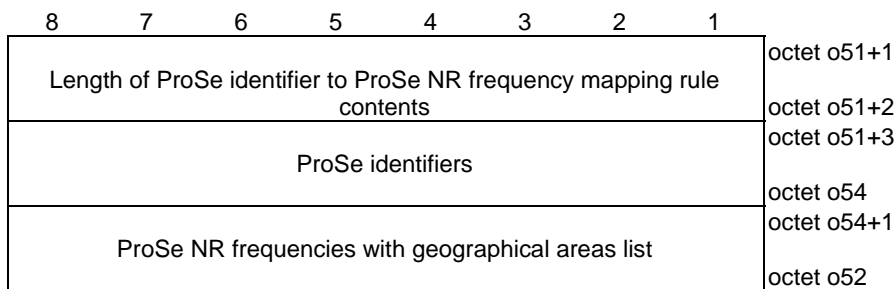 8 7 6 5 4 3 2 1
Length of ProSe identifier to ProSe NR frequency mapping rule
contents
octet o51+1
octet o51+2
ProSe identifiers
octet o51+3
octet o54
ProSe NR frequencies with geographical areas list
octet o54+1
octet o52